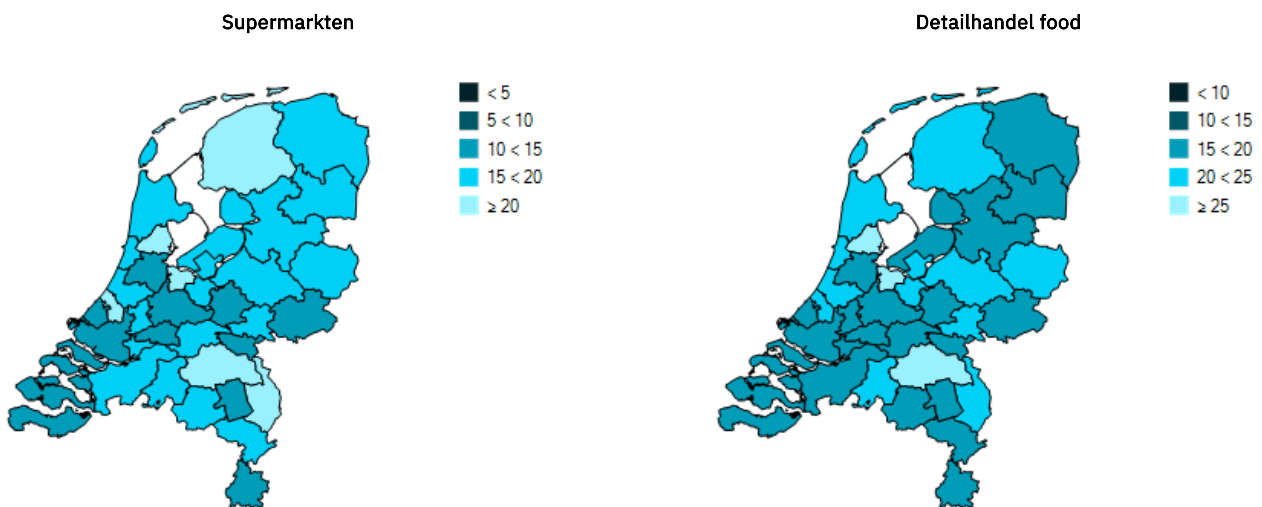 Supermarkten
< 5
5 < 10
10 < 15
15 < 20
≥ 20
Detailhandel food
< 10
10 < 15
15 < 20
20 < 25
≥ 25